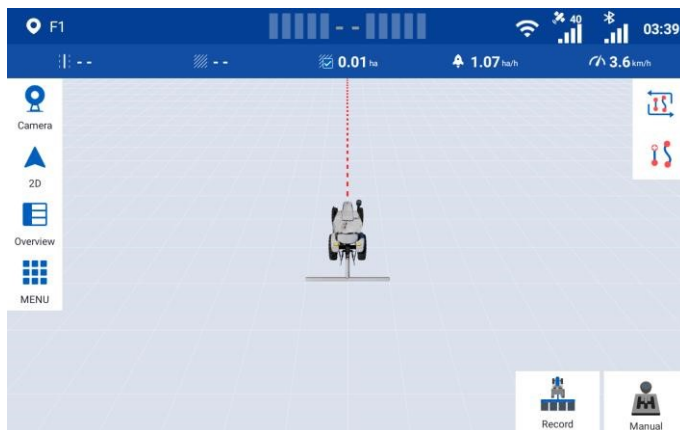 F1
- -
40
03:39
- -
- -
0.01 ha
1.07 ha/h
3.6 km/h
Camera
2D
Overview
MENU
Record
Manual